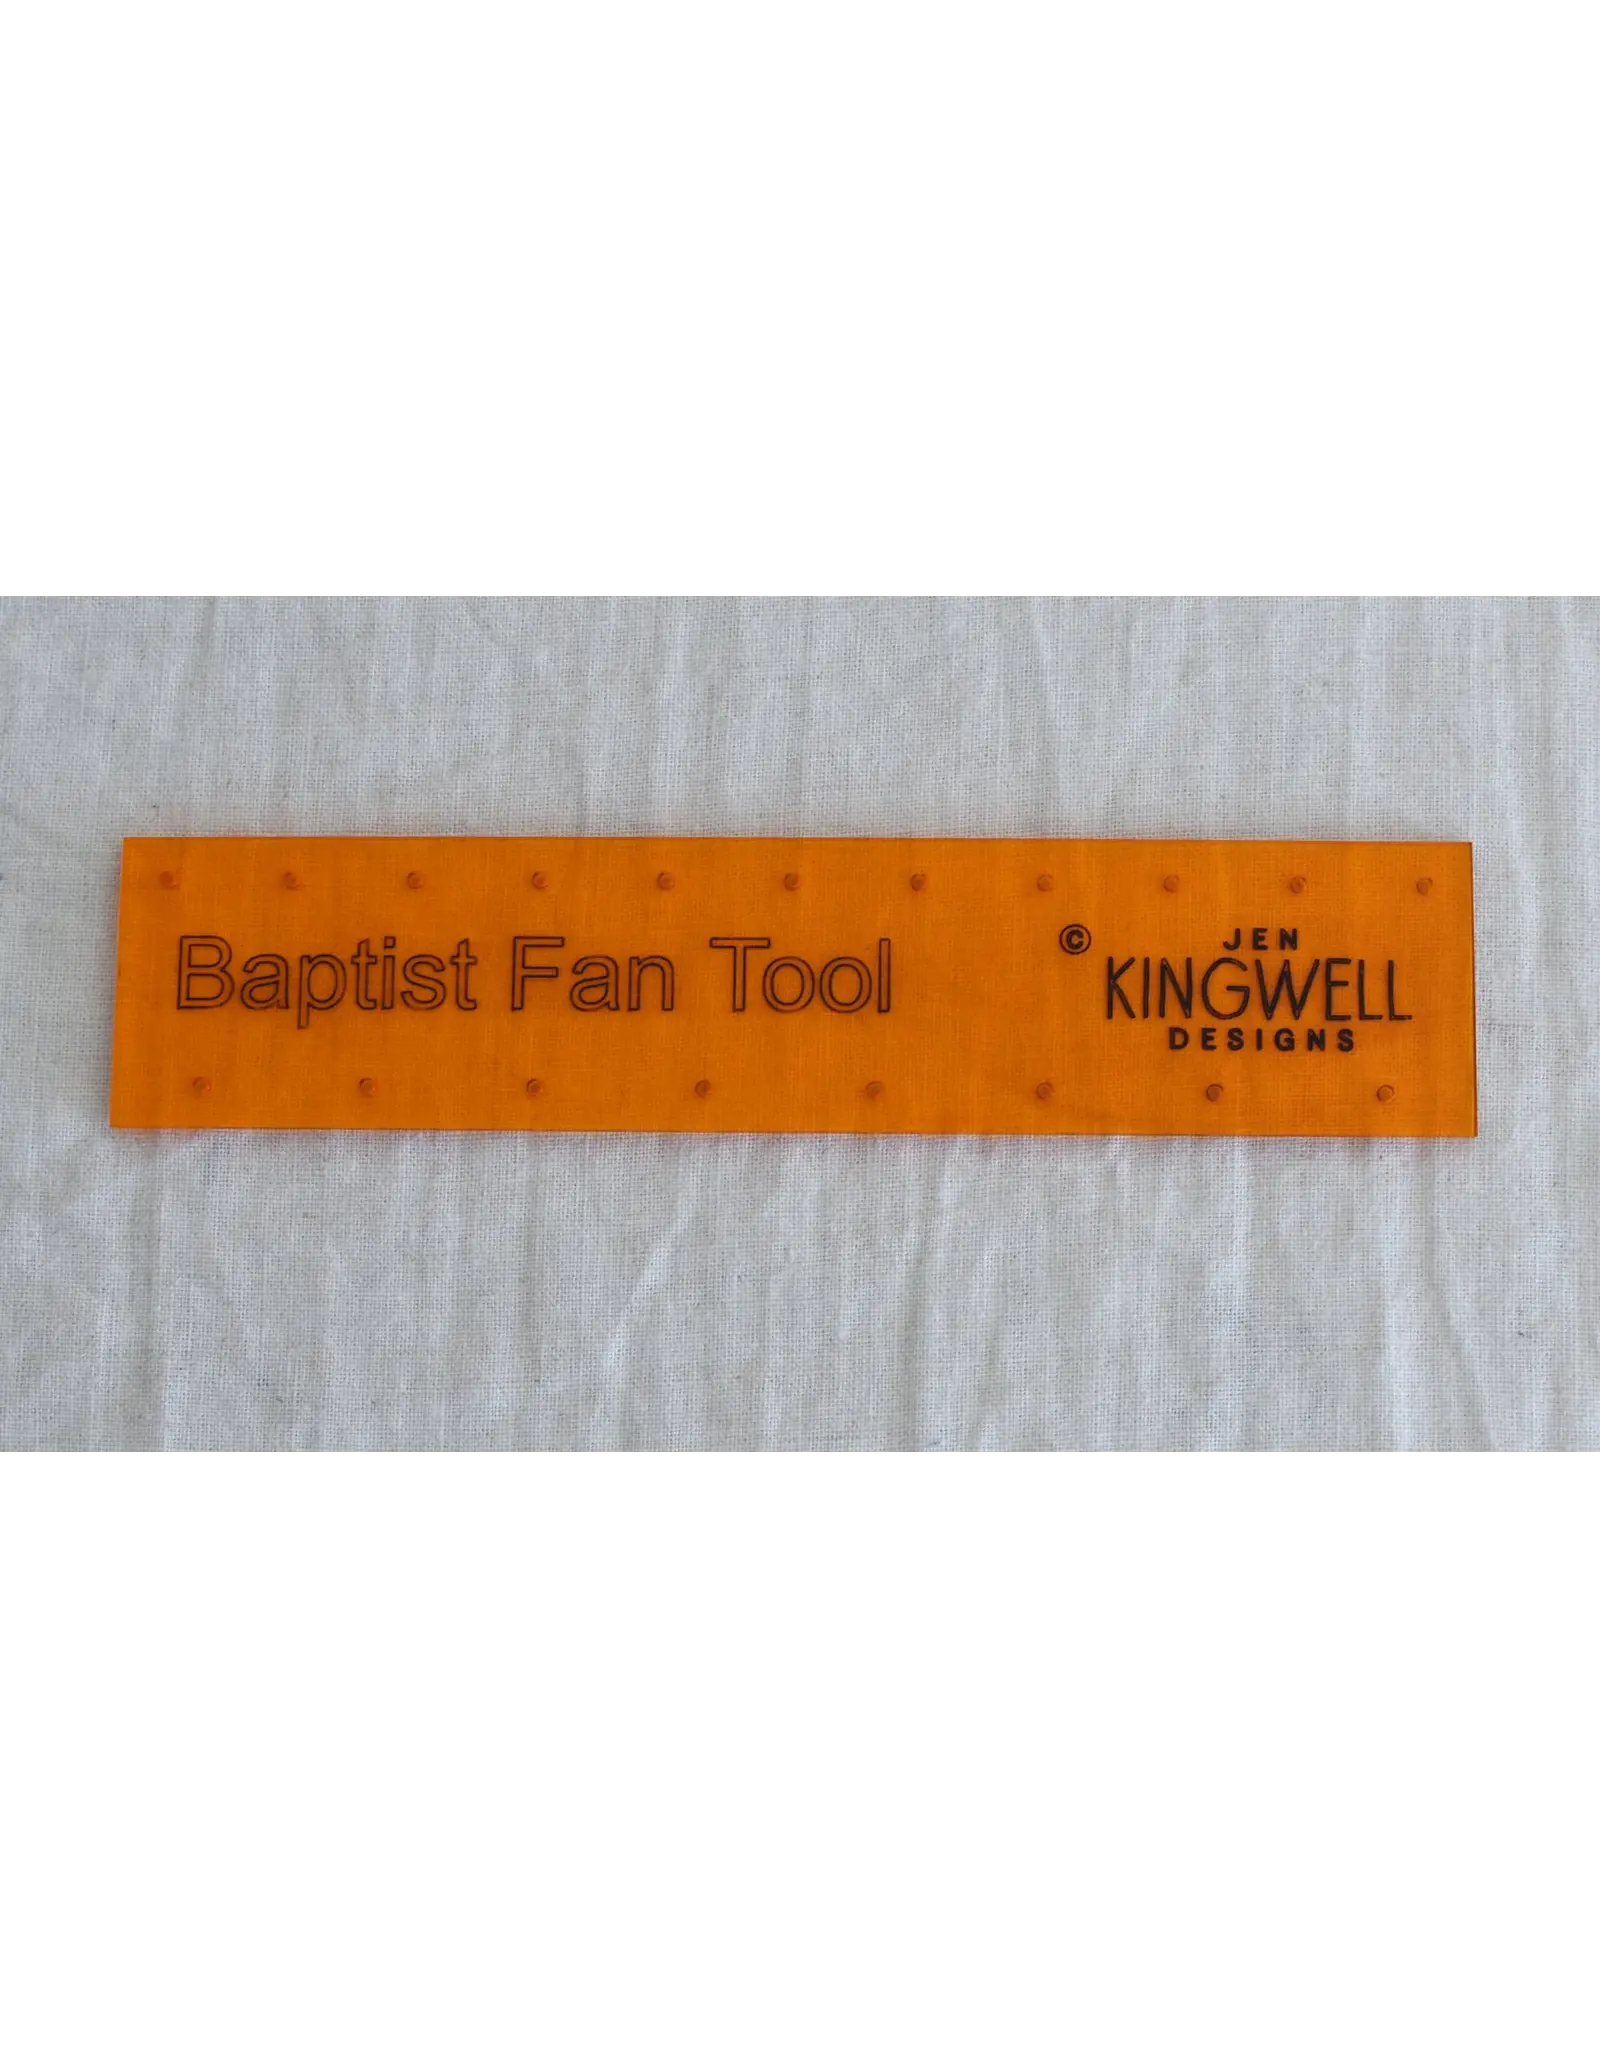 Baptist Fan Tool
©
JEN
KINGWELL
DESIGNS